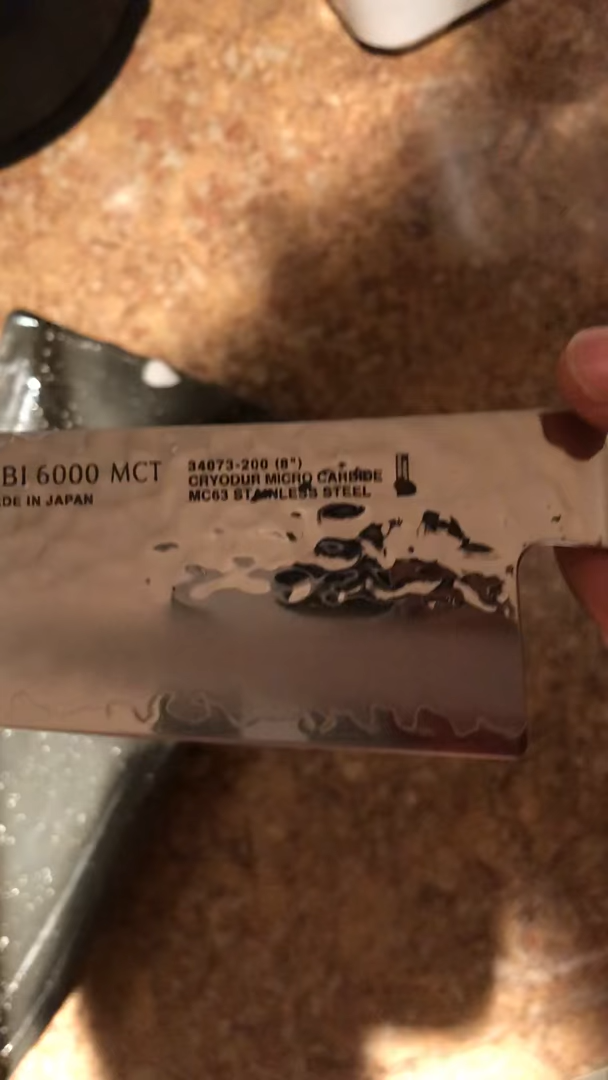 BI 6000 MCT
DE IN JAPAN
34073-200 (8")
CRYODUR MICRO CARBIDE
MC63 STAINLESS STEEL